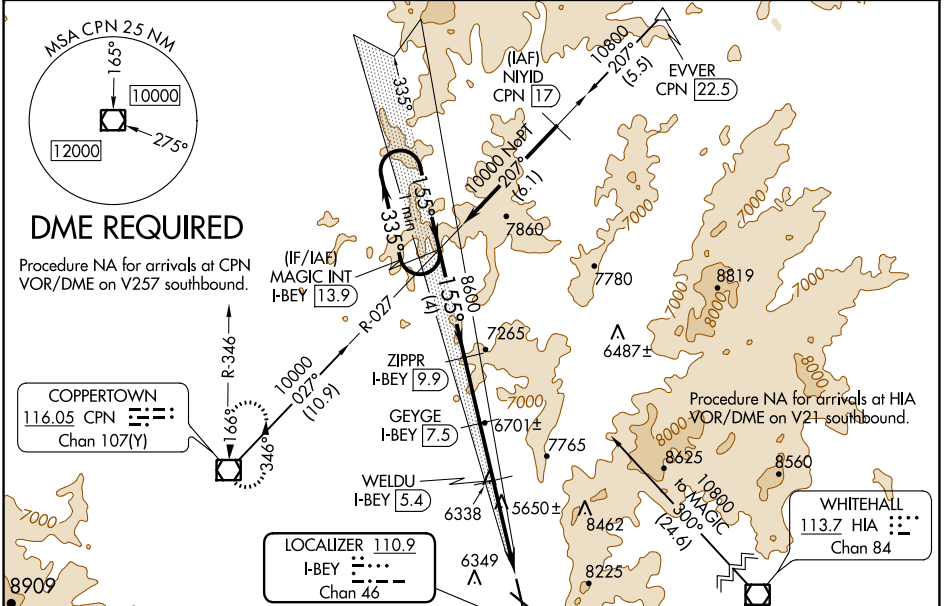 MSA CPN 25 NM
165°
10000
12000
275°
DME REQUIRED
Procedure NA for arrivals at CPN
VOR/DME on V257 southbound.
10800
207°
(5.5)
EVVER
CPN 22.5
(IAF)
NIYID
CPN 17
10000 NoPT
207°
(6.1)
335°
155°
1 min
335°
(IF/IAF)
MAGIC INT
I-BEY 13.9
155°
(4)
8600
R-027
R-346
166°
346°
10000
027°
(10.9)
COPPERTOWN
116.05 CPN
Chan 107(Y)
ZIPPR
I-BEY 9.9
GEYGE
I-BEY 7.5
WELDU
I-BEY 5.4
7265
6701±
7765
6338
5650±
6349
8462
8225
7860
7780
7000
8819
7000
8000
7000
6487±
7000
8000
7000
8000
8625
8560
Procedure NA for arrivals at HIA
VOR/DME on V21 southbound.
10800
to MAGIC
300°
(24.6)
WHITEHALL
113.7 HIA
Chan 84
LOCALIZER 110.9
I-BEY
Chan 46
7000
8909